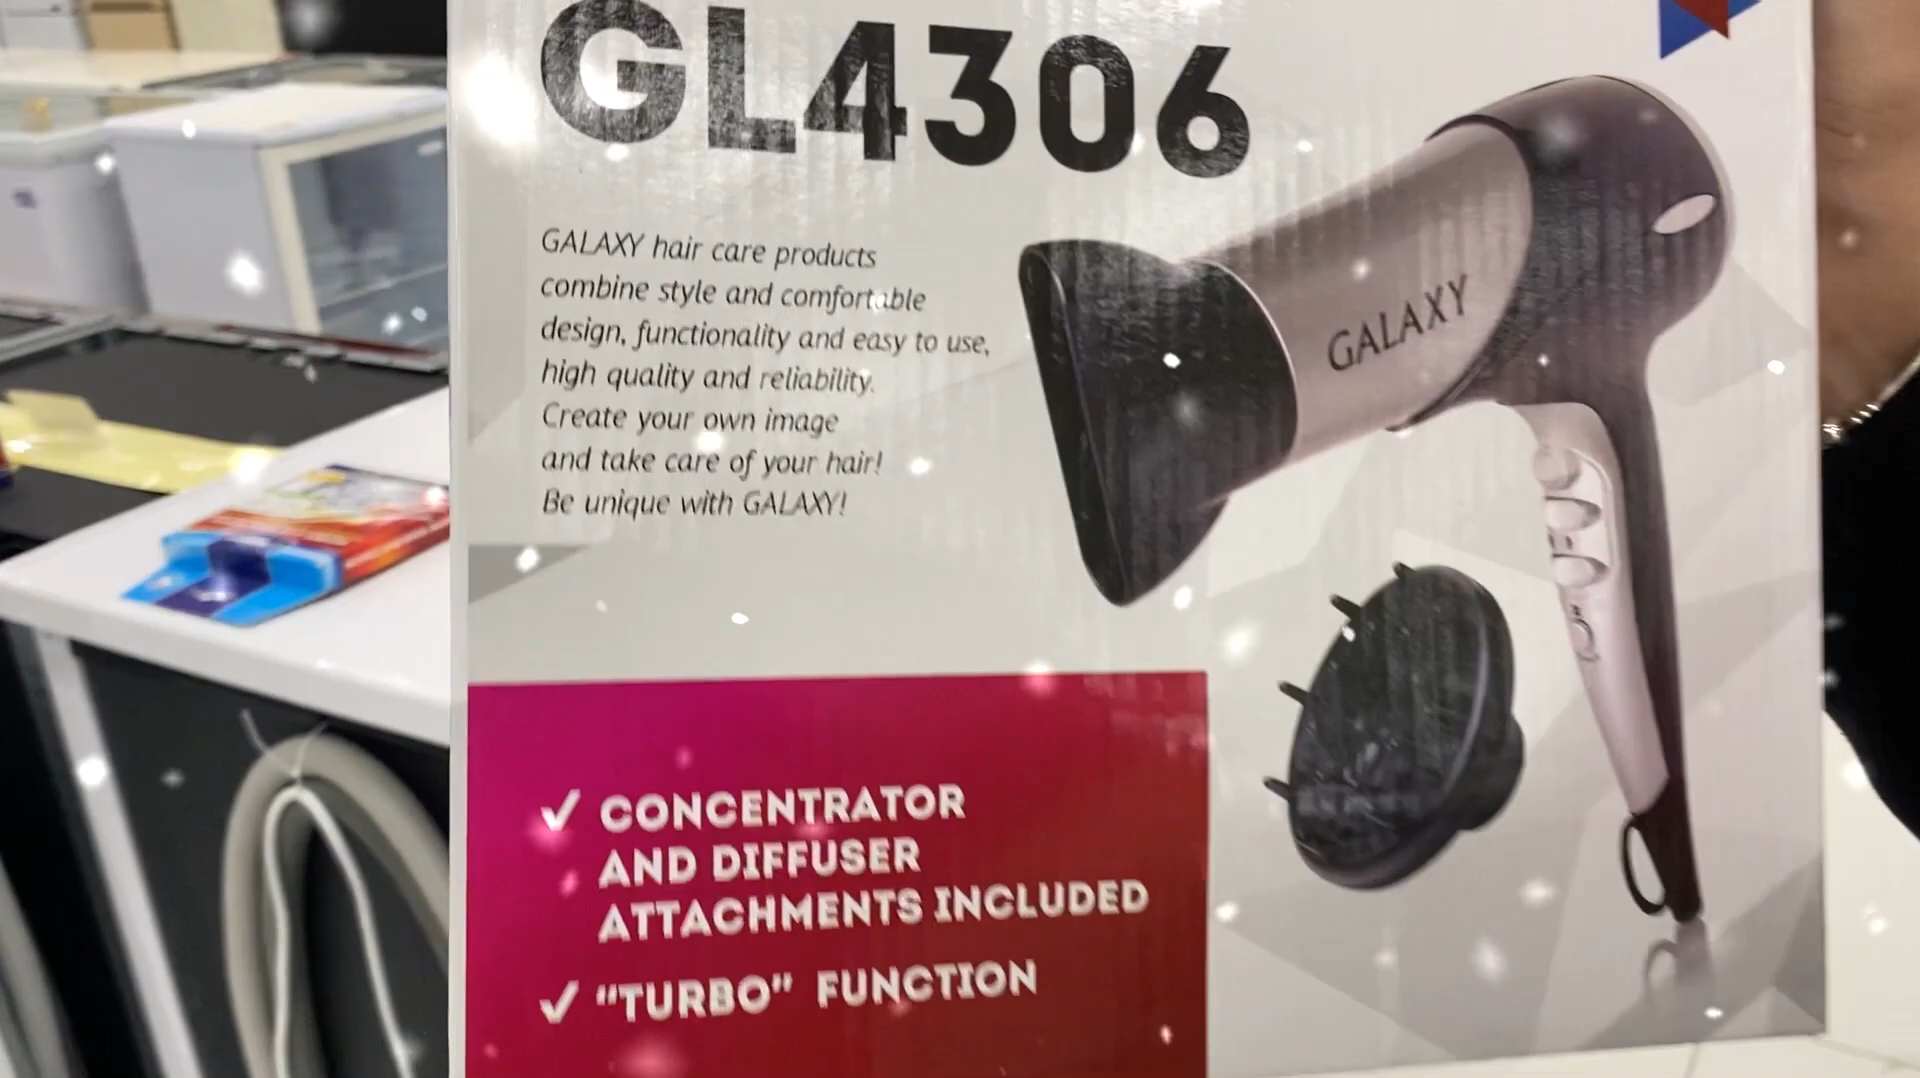 GL4306
GALAXY hair care products
combine style and comfortable
design, functionality and easy to use,
high quality and reliability.
Create your own image
and take care of your hair!
Be unique with GALAXY!
GALAXY
✓ CONCENTRATOR
AND DIFFUSER
ATTACHMENTS INCLUDED
✓ "TURBO" FUNCTION